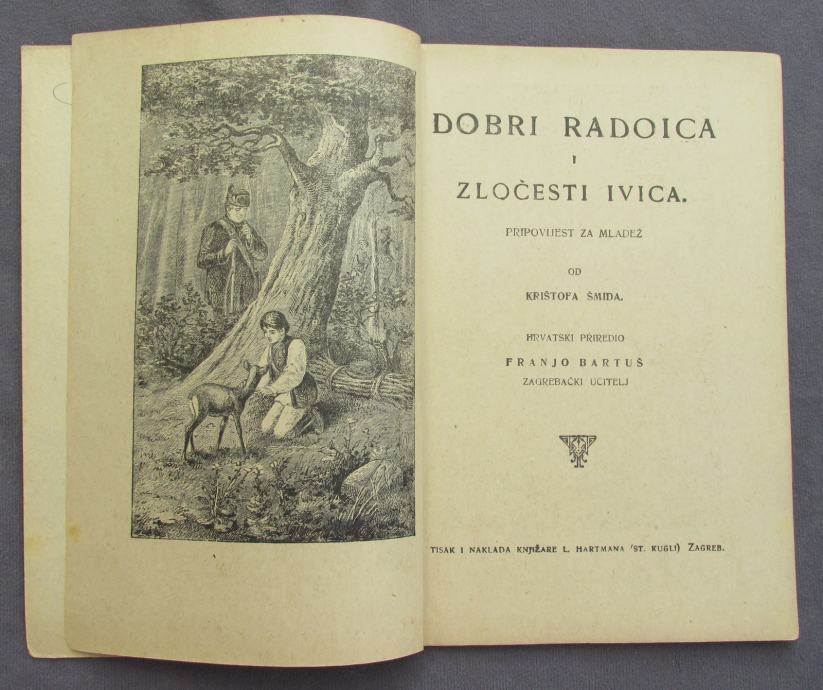 DOBRI RADOICA
I
ZLOČESTI IVICA.
PRIPOVIJEST ZA MLADEŽ
OD
KRIŠTOFA ŠMIDA.
HRVATSKI PRIREDIO
FRANJO BARTUŠ
ZAGREBAČKI UČITELJ
TISAK I NAKLADA KNJIŽARE L. HARTMANA (ST. KUGLI) ZAGREB.